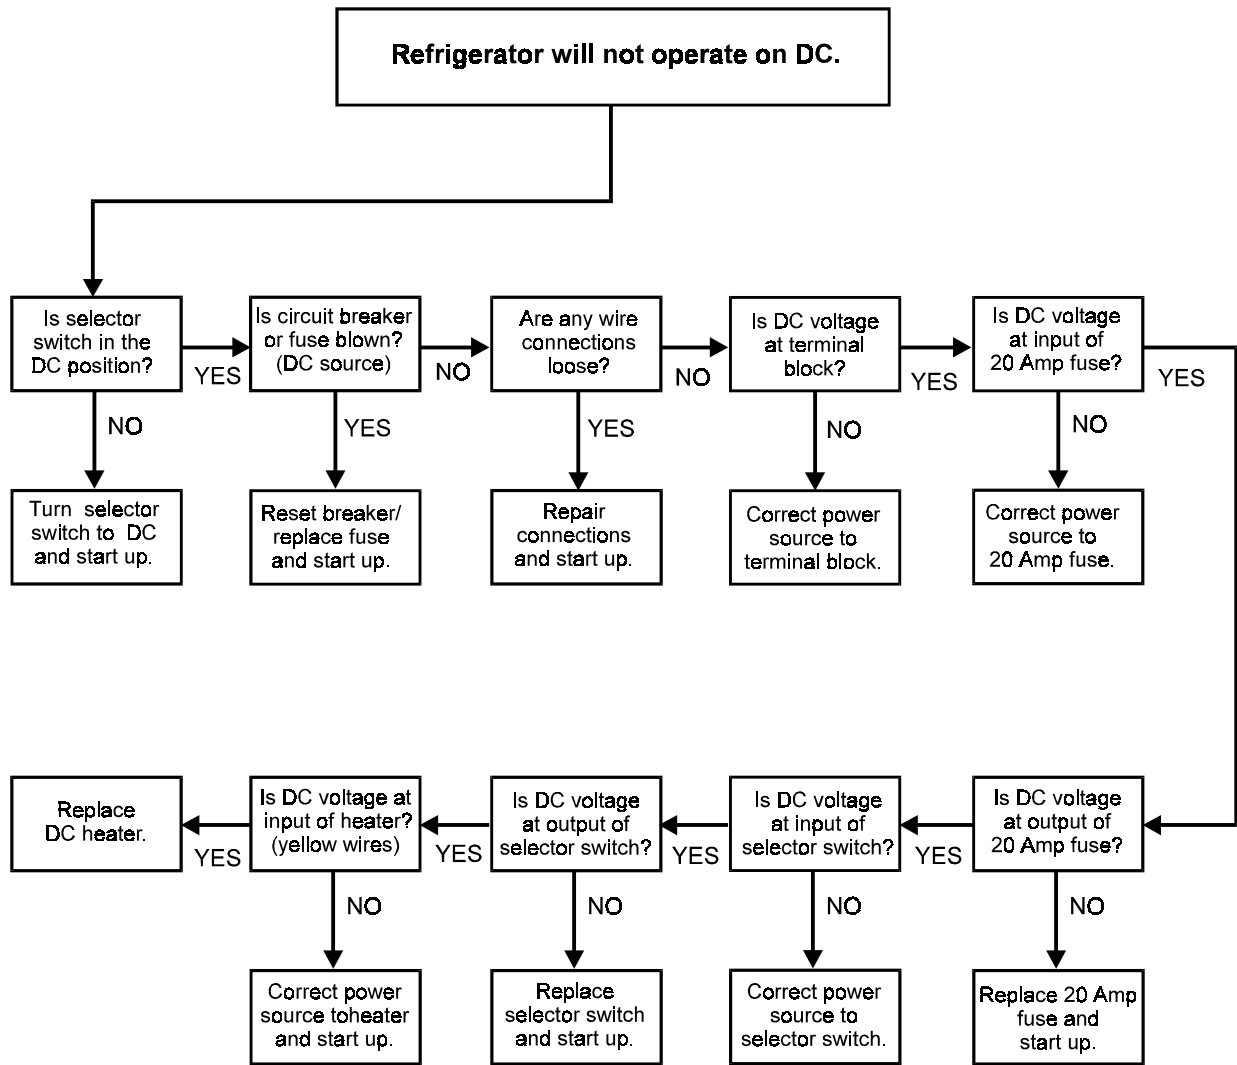 Refrigerator will not operate on DC.
Is selector
switch in the
DC position?
YES
NO
Turn selector
switch to DC
and start up.
Is circuit breaker
or fuse blown?
(DC source)
NO
YES
Reset breaker/
replace fuse
and start up.
Are any wire
connections
loose?
NO
YES
Repair
connections
and start up.
Is DC voltage
at terminal
block?
YES
NO
Correct power
source to
terminal block.
Is DC voltage
at input of
20 Amp fuse?
YES
NO
Correct power
source to
20 Amp fuse.
Is DC voltage
at output of
20 Amp fuse?
YES
NO
Replace 20 Amp
fuse and
start up.
Is DC voltage
at input of
selector switch?
YES
NO
Correct power
source to
selector switch.
Is DC voltage
at output of
selector switch?
YES
NO
Replace
selector switch
and start up.
Is DC voltage at
input of heater?
(yellow wires)
YES
NO
Correct power
source toheater
and start up.
Replace
DC heater.